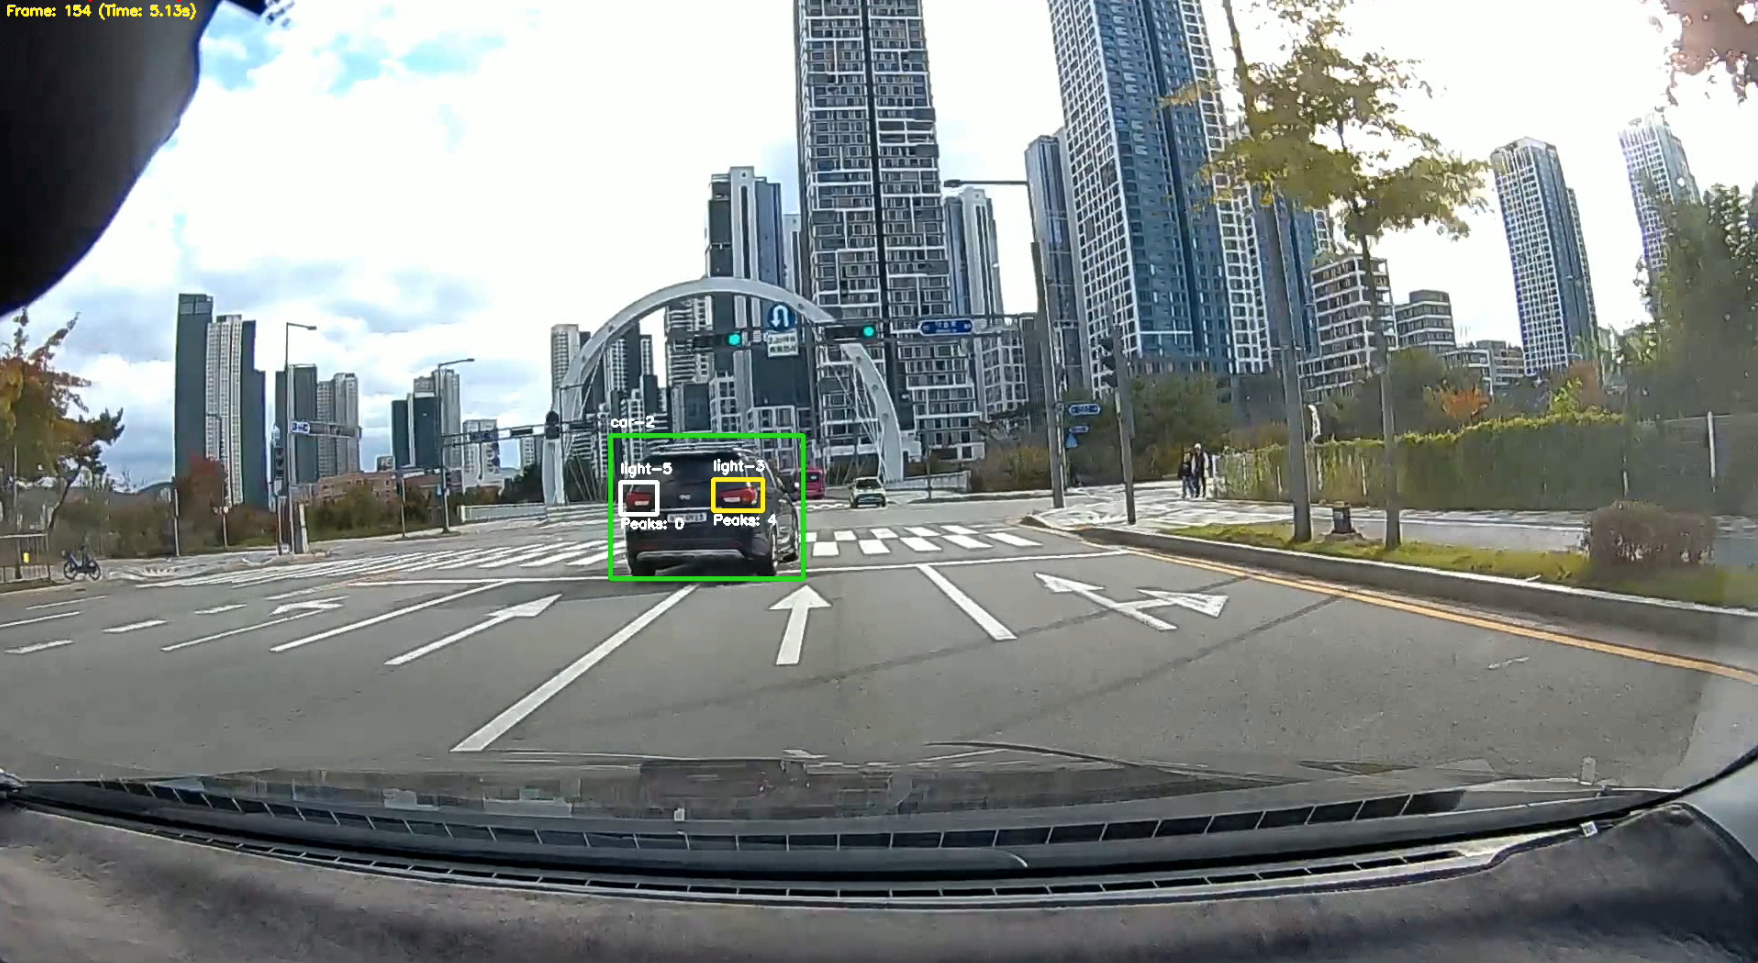 Frame: 154 (Time: 5.13s)
car-2
light-5
light-3
Peaks: 0
Peaks: 4